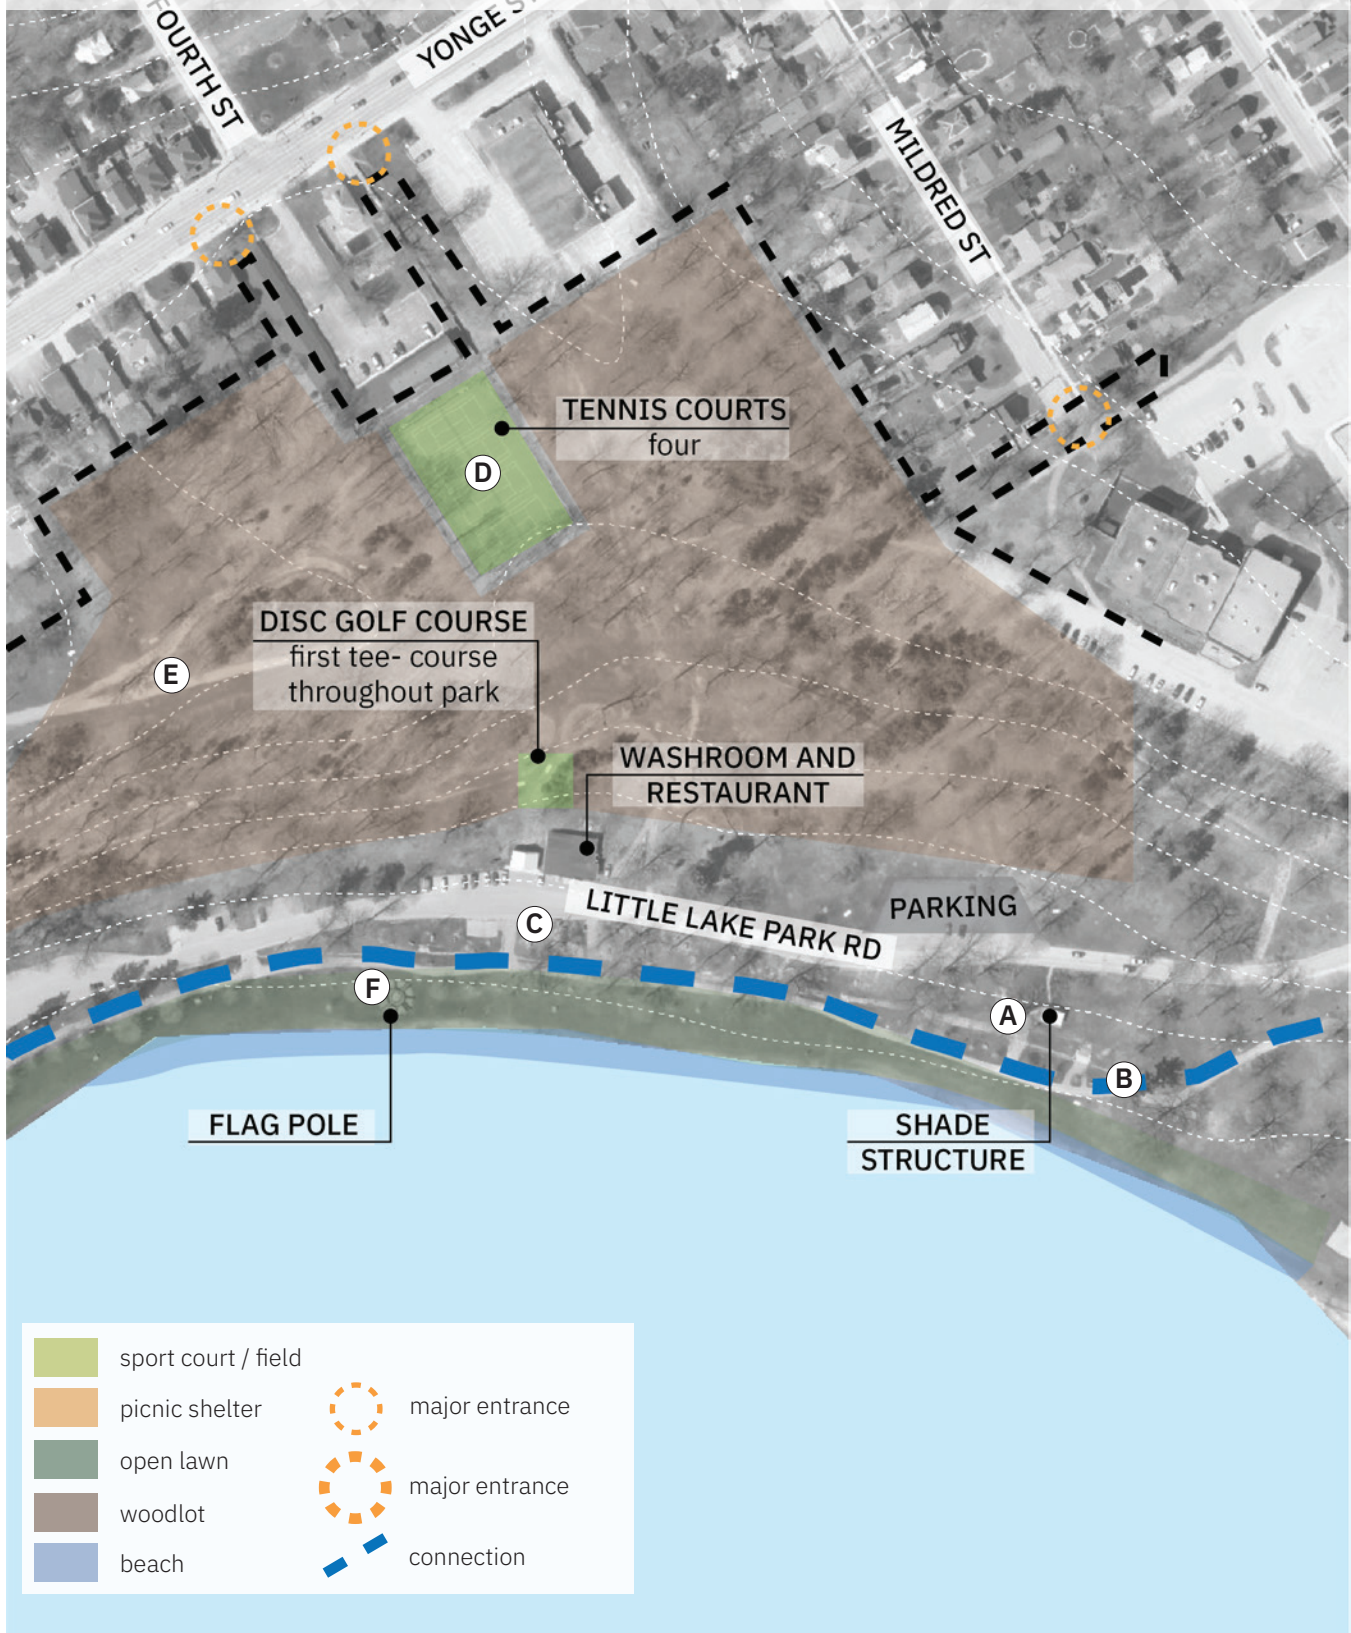 FOURTH ST
YONGE ST
MILDRED ST
TENNIS COURTS
four
D
DISC GOLF COURSE
first tee- course
throughout park
E
WASHROOM AND
RESTAURANT
LITTLE LAKE PARK RD
PARKING
C
F
A
B
FLAG POLE
SHADE
STRUCTURE
sport court / field
picnic shelter
open lawn
woodlot
beach
major entrance
major entrance
connection